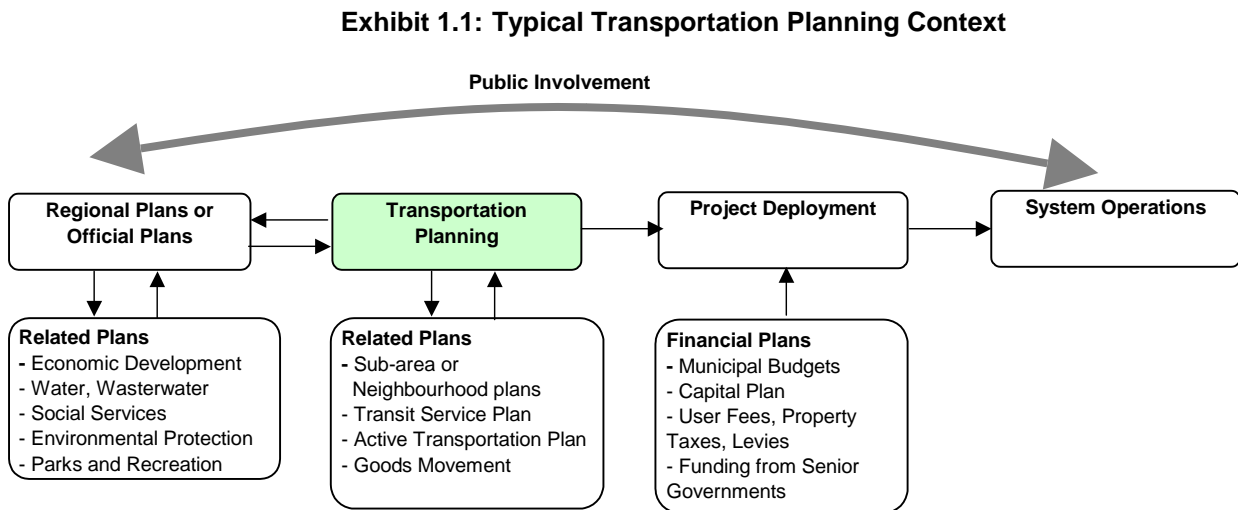 Exhibit 1.1: Typical Transportation Planning Context
Public Involvement
Regional Plans or
Official Plans
Transportation
Planning
Project Deployment
System Operations
Related Plans
- Economic Development
- Water, Wasterwater
- Social Services
- Environmental Protection
- Parks and Recreation
Related Plans
- Sub-area or
Neighbourhood plans
- Transit Service Plan
- Active Transportation Plan
- Goods Movement
Financial Plans
- Municipal Budgets
- Capital Plan
- User Fees, Property
Taxes, Levies
- Funding from Senior
Governments